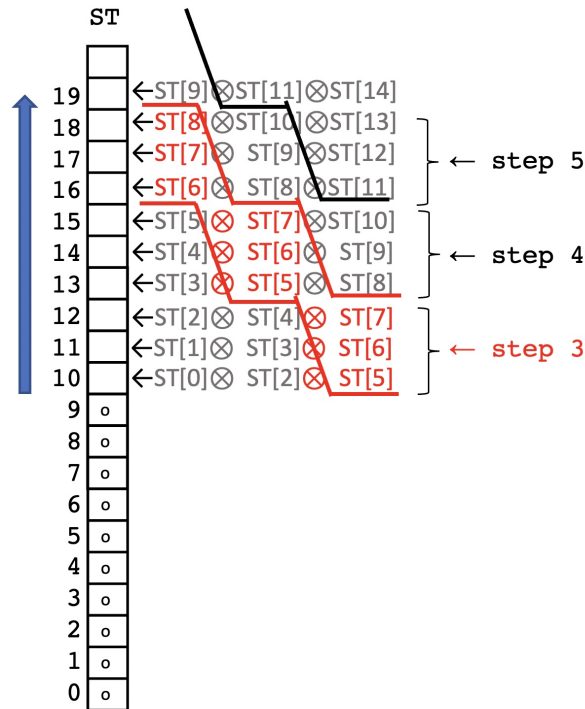 ST
19 ←ST[9]⊗ST[11]⊗ST[14]
18 ←ST[8]⊗ST[10]⊗ST[13]
17 ←ST[7]⊗ ST[9]⊗ST[12] ← step 5
16 ←ST[6]⊗ ST[8]⊗ST[11]
15 ←ST[5]⊗ ST[7]⊗ST[10]
14 ←ST[4]⊗ ST[6]⊗ ST[9] ← step 4
13 ←ST[3]⊗ ST[5]⊗ ST[8]
12 ←ST[2]⊗ ST[4]⊗ ST[7]
11 ←ST[1]⊗ ST[3]⊗ ST[6] ← step 3
10 ←ST[0]⊗ ST[2]⊗ ST[5]
9 o
8 o
7 o
6 o
5 o
4 o
3 o
2 o
1 o
0 o